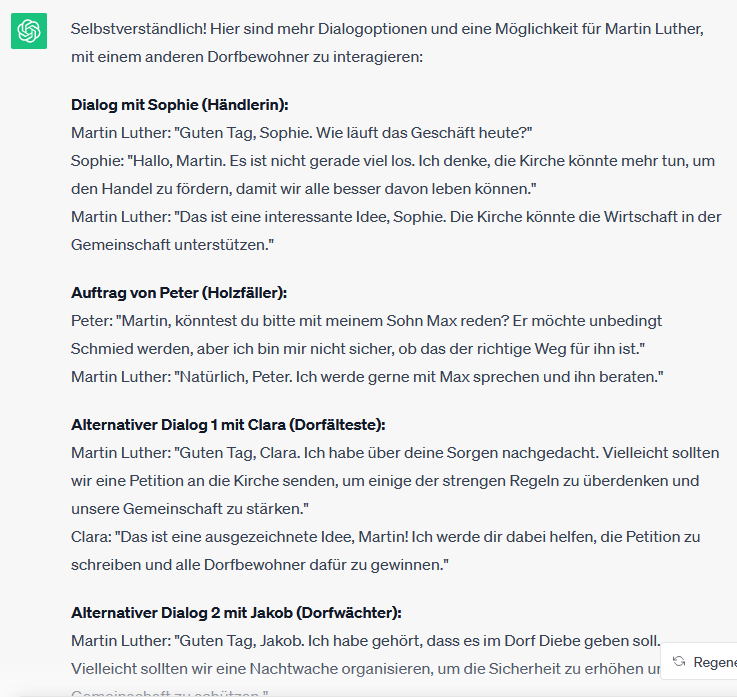 Selbstverständlich! Hier sind mehr Dialogoptionen und eine Möglichkeit für Martin Luther,
mit einem anderen Dorfbewohner zu interagieren:
Dialog mit Sophie (Händlerin):
Martin Luther: "Guten Tag, Sophie. Wie läuft das Geschäft heute?"
Sophie: "Hallo, Martin. Es ist nicht gerade viel los. Ich denke, die Kirche könnte mehr tun, um
den Handel zu fördern, damit wir alle besser davon leben können."
Martin Luther: "Das ist eine interessante Idee, Sophie. Die Kirche könnte die Wirtschaft in der
Gemeinschaft unterstützen."
Auftrag von Peter (Holzfäller):
Peter: "Martin, könntest du bitte mit meinem Sohn Max reden? Er möchte unbedingt
Schmied werden, aber ich bin mir nicht sicher, ob das der richtige Weg für ihn ist."
Martin Luther: "Natürlich, Peter. Ich werde gerne mit Max sprechen und ihn beraten."
Alternativer Dialog 1 mit Clara (Dorfälteste):
Martin Luther: "Guten Tag, Clara. Ich habe über deine Sorgen nachgedacht. Vielleicht sollten
wir eine Petition an die Kirche senden, um einige der strengen Regeln zu überdenken und
unsere Gemeinschaft zu stärken."
Clara: "Das ist eine ausgezeichnete Idee, Martin! Ich werde dir dabei helfen, die Petition zu
schreiben und alle Dorfbewohner dafür zu gewinnen."
Alternativer Dialog 2 mit Jakob (Dorfwächter):
Martin Luther: "Guten Tag, Jakob. Ich habe gehört, dass es im Dorf Diebe geben soll.
Vielleicht sollten wir eine Nachtwache organisieren, um die Sicherheit zu erhöhen
Regene
Gemeinschaft zu schützen."